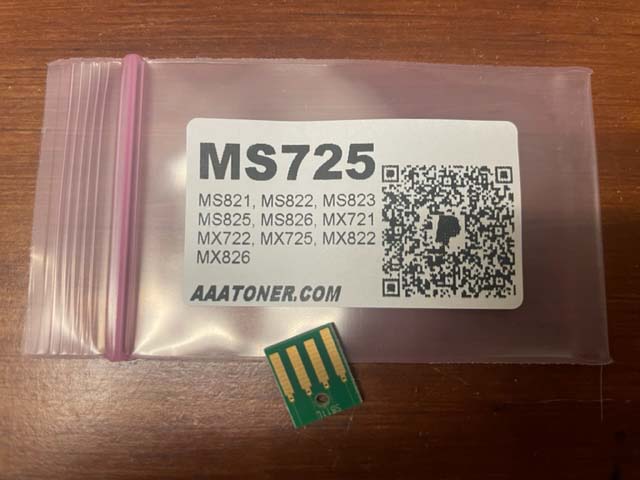 MS725
MS821, MS822, MS823
MS825, MS826, MX721
MX722, MX725, MX822
MX826
AAATONER.COM